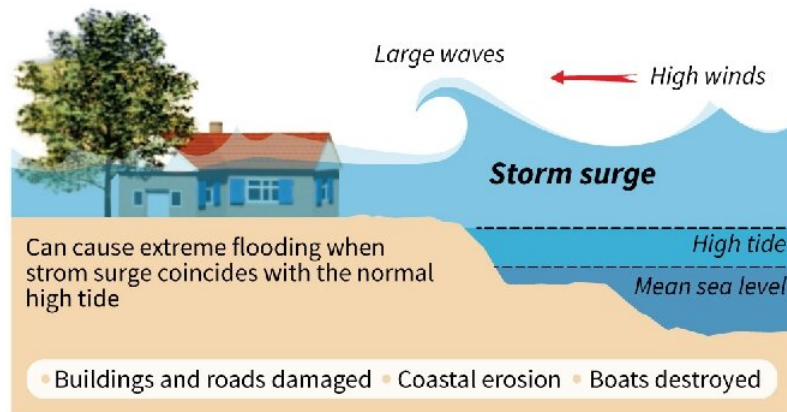 Large waves
High winds
Storm surge
High tide
Mean sea level
Can cause extreme flooding when
strom surge coincides with the normal
high tide
• Buildings and roads damaged • Coastal erosion • Boats destroyed